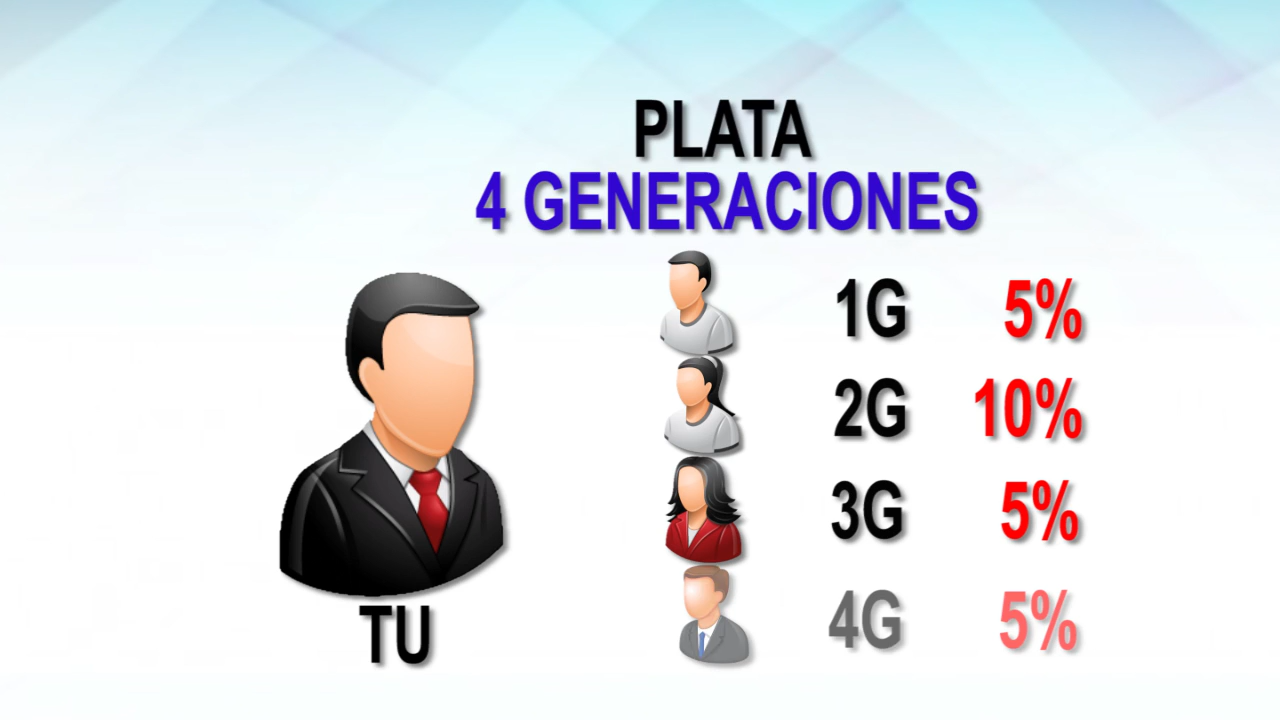 PLATA
4 GENERACIONES
1G 5%
2G 10%
3G 5%
4G 5%
TU